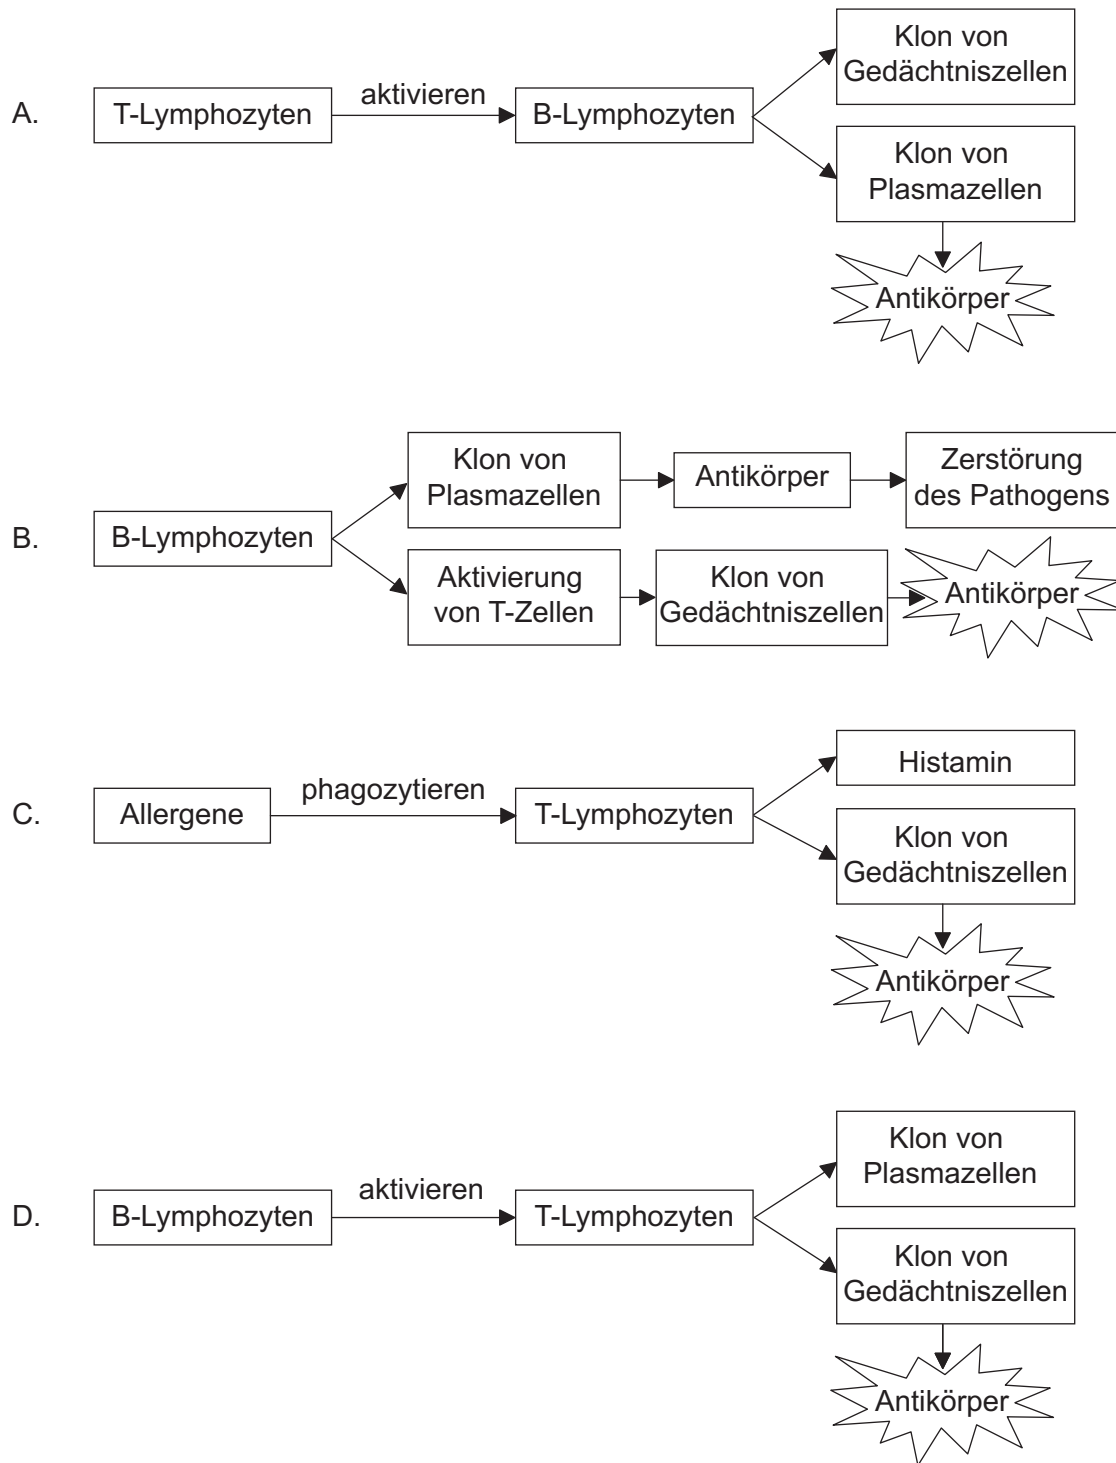 A.
T-Lymphozyten
aktivieren
B-Lymphozyten
Klon von
Gedächtniszellen
Klon von
Plasmazellen
Antikörper
B.
B-Lymphozyten
Klon von
Plasmazellen
Antikörper
Zerstörung
des Pathogens
Aktivierung
von T-Zellen
Klon von
Gedächtniszellen
Antikörper
C.
Allergene
phagozytieren
T-Lymphozyten
Histamin
Klon von
Gedächtniszellen
Antikörper
D.
B-Lymphozyten
aktivieren
T-Lymphozyten
Klon von
Plasmazellen
Klon von
Gedächtniszellen
Antikörper